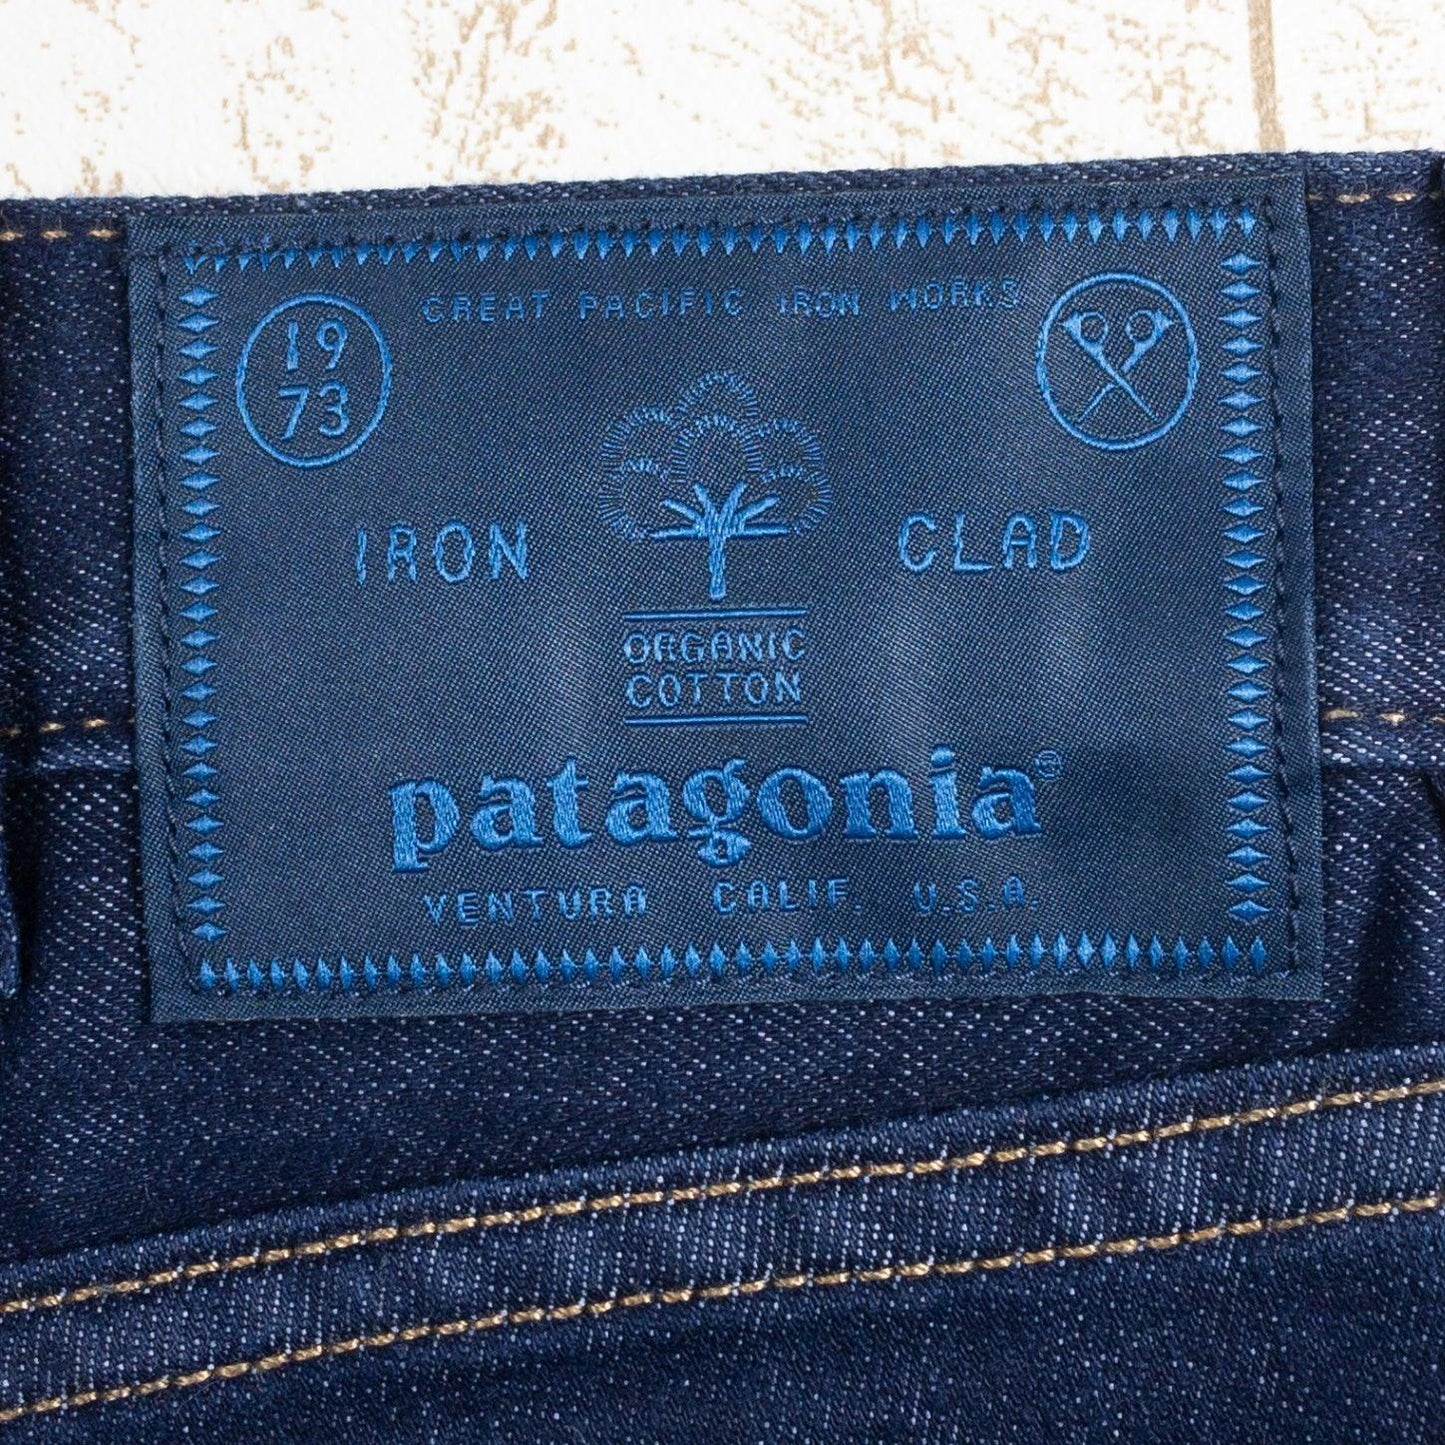 GREAT PACIFIC IRON WORKS
19
73
IRON CLAD
ORGANIC
COTTON
patagonia®
VENTURA CALIF. U.S.A.